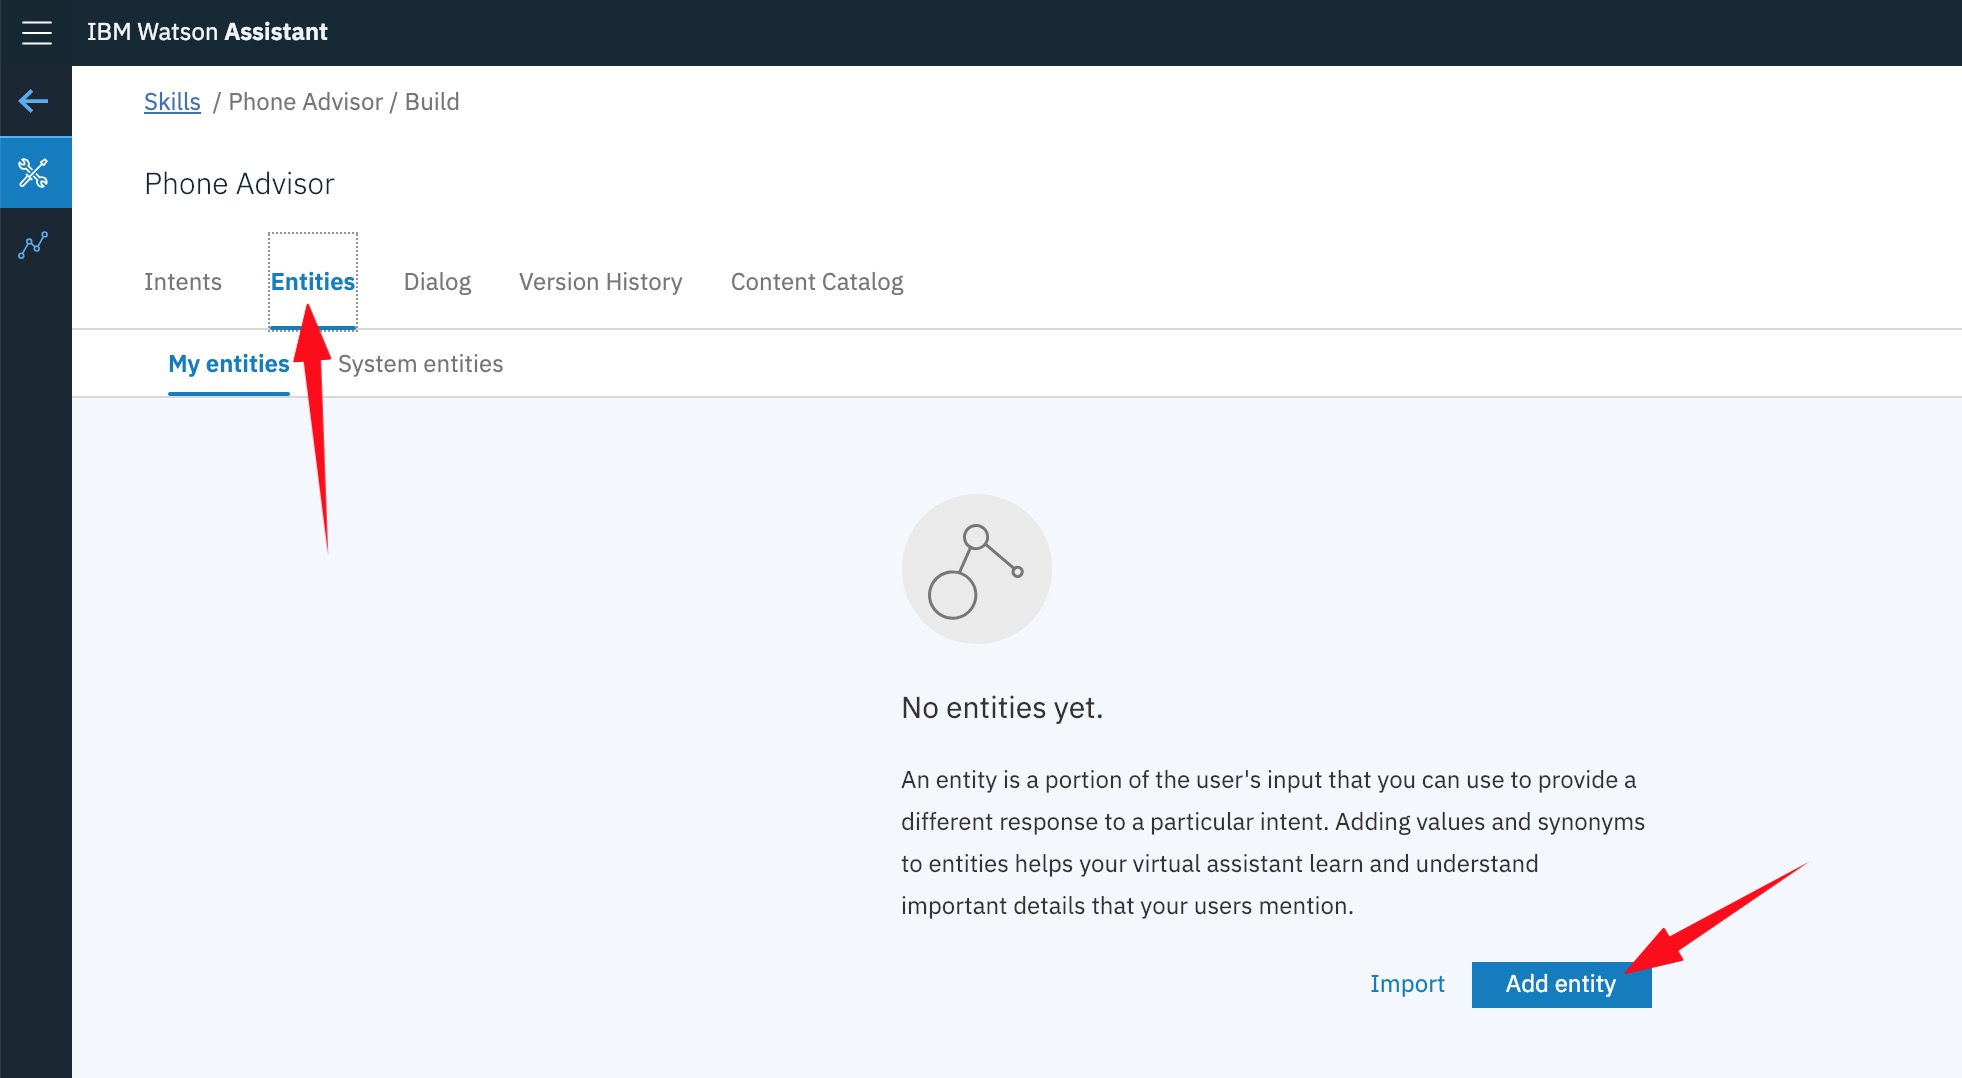 IBM Watson Assistant
Skills / Phone Advisor / Build
Phone Advisor
Intents Entities Dialog Version History Content Catalog
My entities System entities
No entities yet.
An entity is a portion of the user's input that you can use to provide a
different response to a particular intent. Adding values and synonyms
to entities helps your virtual assistant learn and understand
important details that your users mention.
Import Add entity